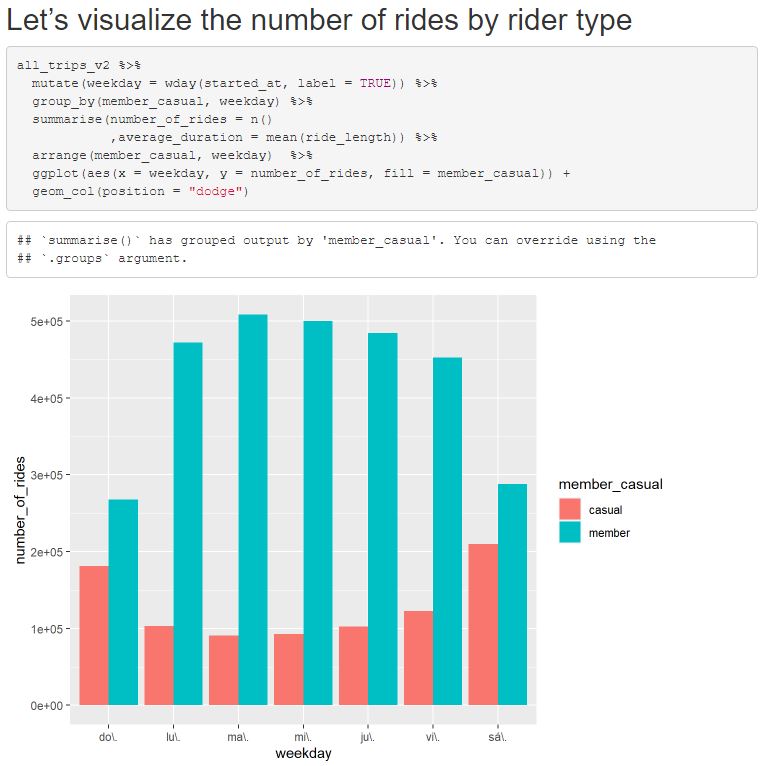 Let’s visualize the number of rides by rider type
all_trips_v2 %>%
  mutate(weekday = wday(started_at, label = TRUE)) %>%
  group_by(member_casual, weekday) %>%
  summarise(number_of_rides = n()
            ,average_duration = mean(ride_length)) %>%
  arrange(member_casual, weekday)  %>%
  ggplot(aes(x = weekday, y = number_of_rides, fill = member_casual)) +
  geom_col(position = "dodge")
## `summarise()` has grouped output by 'member_casual'. You can override using the
## `.groups` argument.
5e+05
4e+05
3e+05
2e+05
1e+05
0e+00
number_of_rides
do\. lu\. ma\. mi\. ju\. vi\. sá\.
weekday
member_casual
casual
member